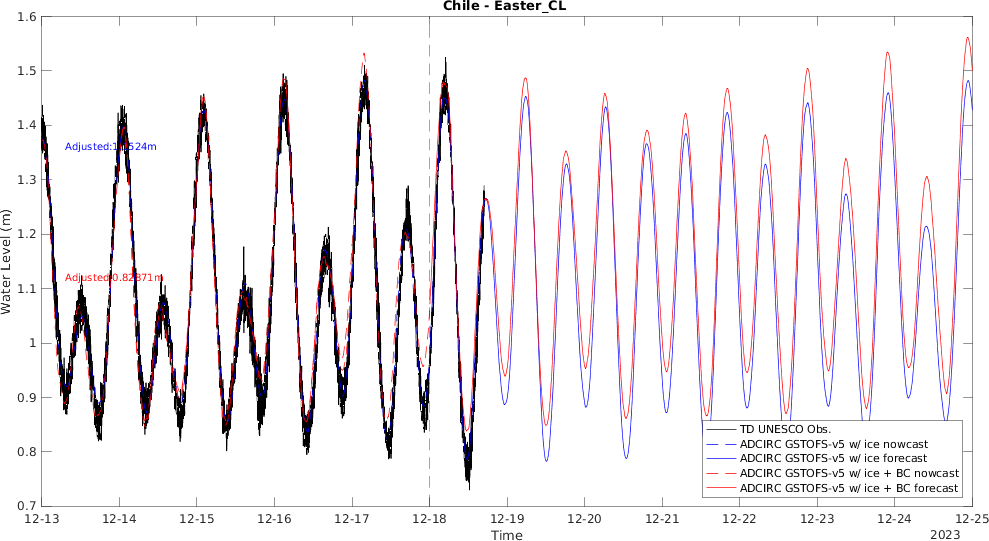 Chile - Easter_CL
Water Level (m)
1.6
1.5
1.4
1.3
1.2
1.1
1
0.9
0.8
0.7
Adjusted:0.82871m
TD UNESCO Obs.
ADCIRC GSTOFS-v5 w/ ice nowcast
ADCIRC GSTOFS-v5 w/ ice forecast
ADCIRC GSTOFS-v5 w/ ice + BC nowcast
ADCIRC GSTOFS-v5 w/ ice + BC forecast
12-13 12-14 12-15 12-16 12-17 12-18 12-19 12-20 12-21 12-22 12-23 12-24 12-25
Time
2023